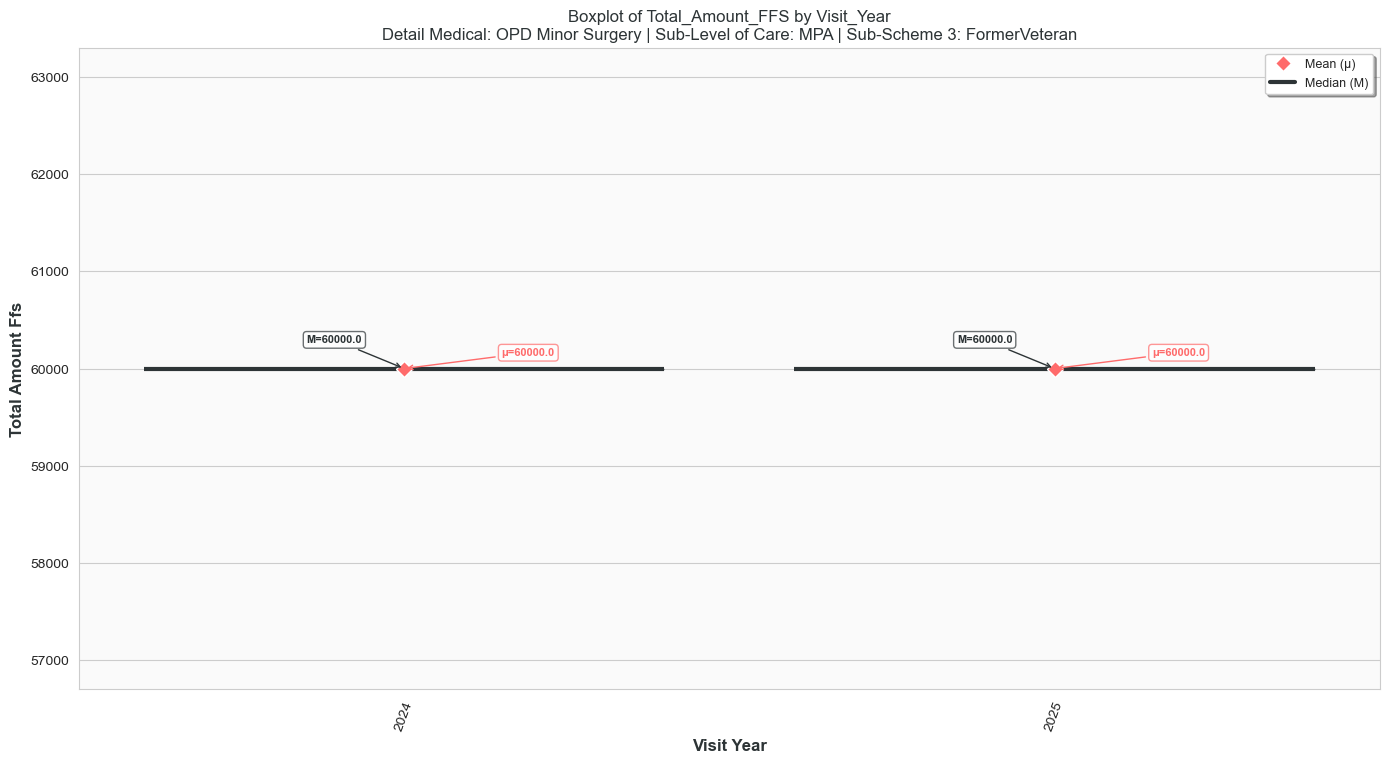 Boxplot of Total_Amount_FFS by Visit_Year
Detail Medical: OPD Minor Surgery | Sub-Level of Care: MPA | Sub-Scheme 3: FormerVeteran
Mean (μ)
Median (M)
63000
62000
61000
60000
59000
58000
57000
Total Amount Ffs
M=60000.0
μ=60000.0
M=60000.0
μ=60000.0
2024
2025
Visit Year